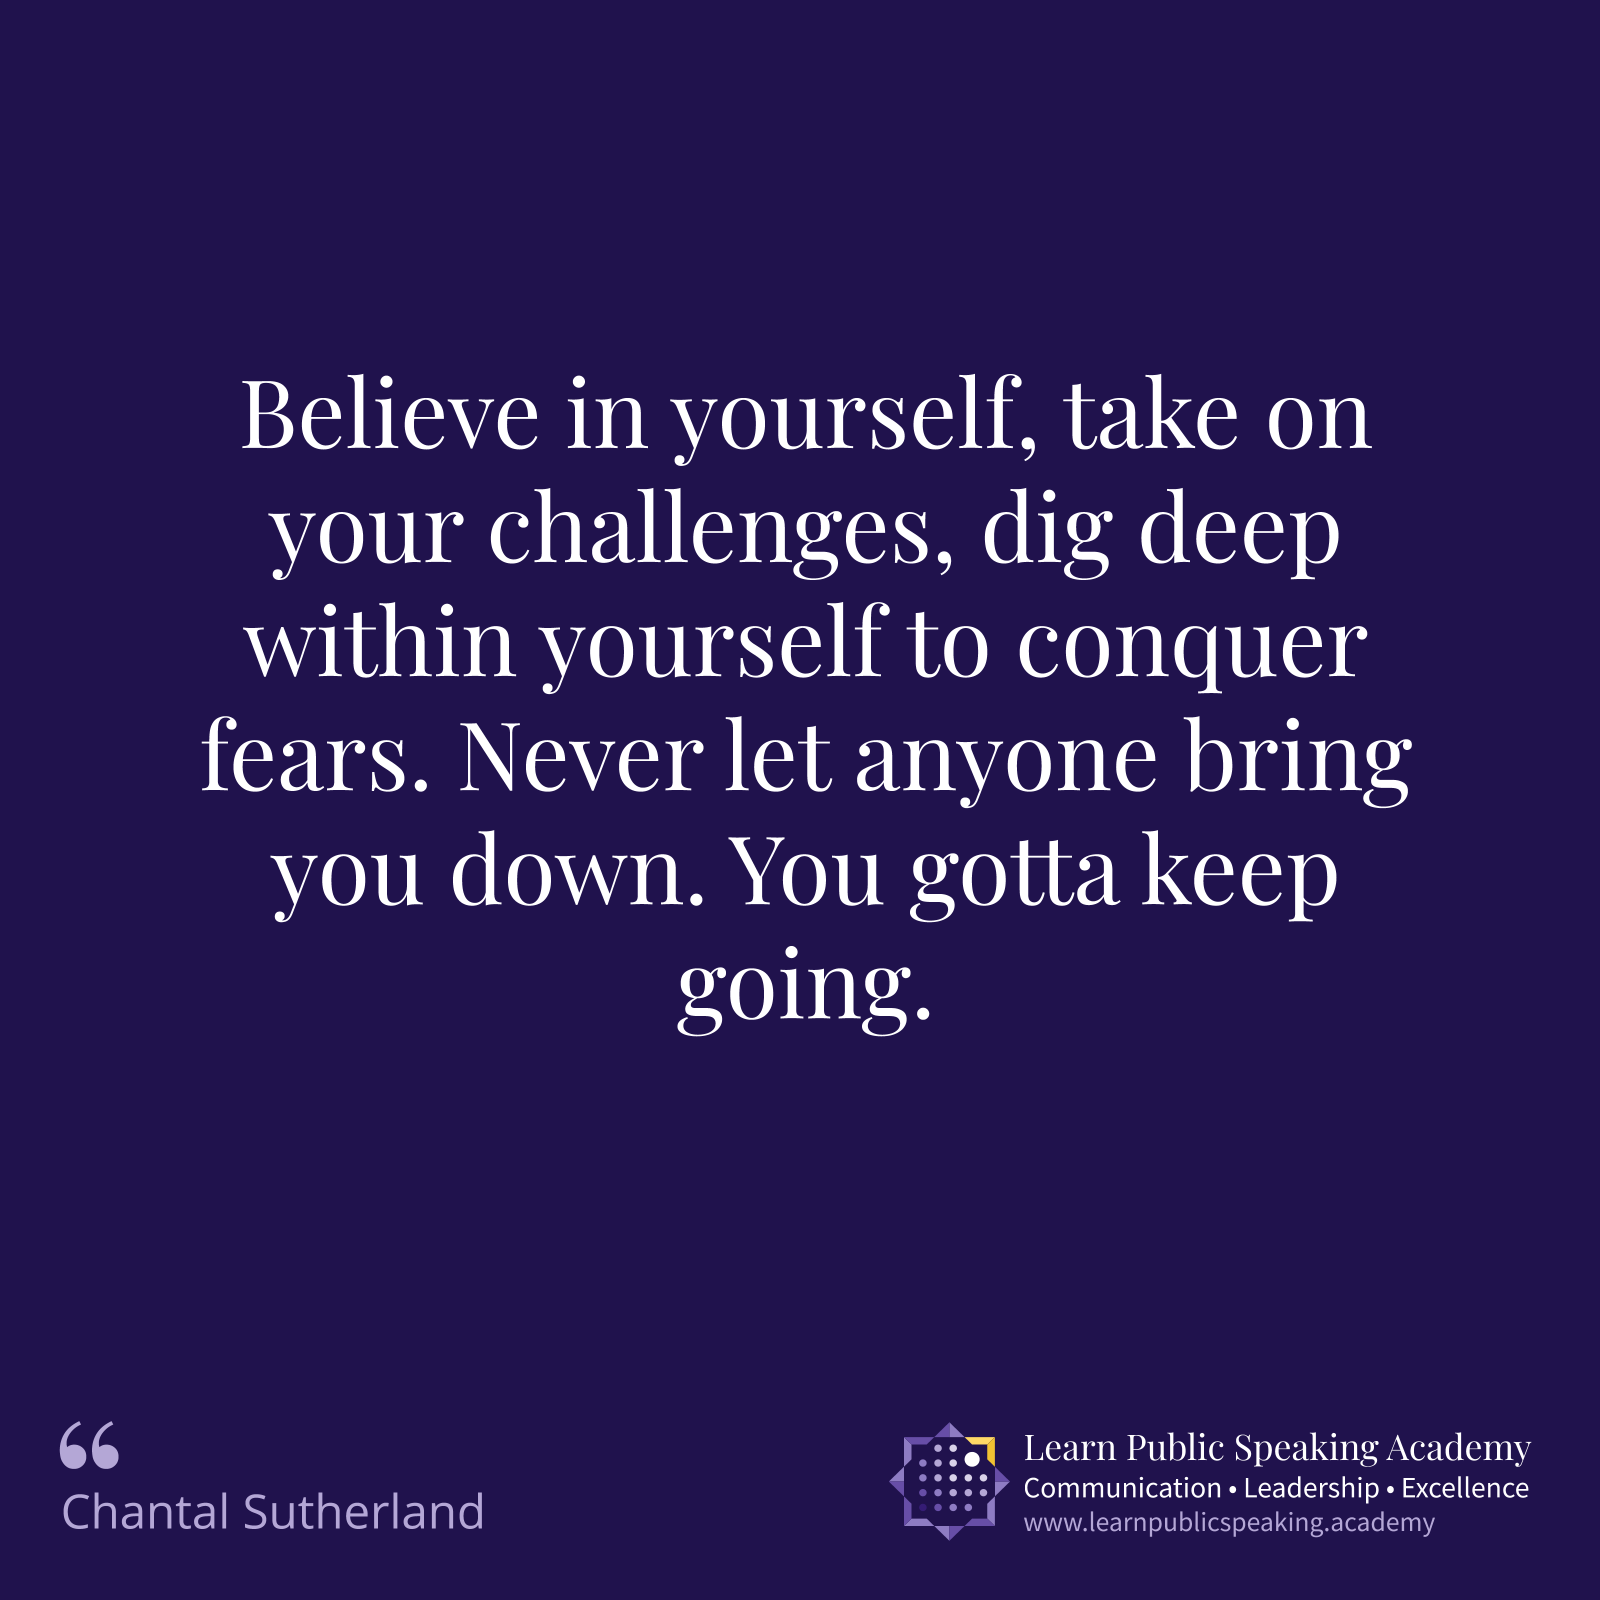 Believe in yourself, take on
your challenges, dig deep
within yourself to conquer
fears. Never let anyone bring
you down. You gotta keep
going.
“
Chantal Sutherland
Learn Public Speaking Academy
Communication • Leadership • Excellence
www.learnpublicspeaking.academy